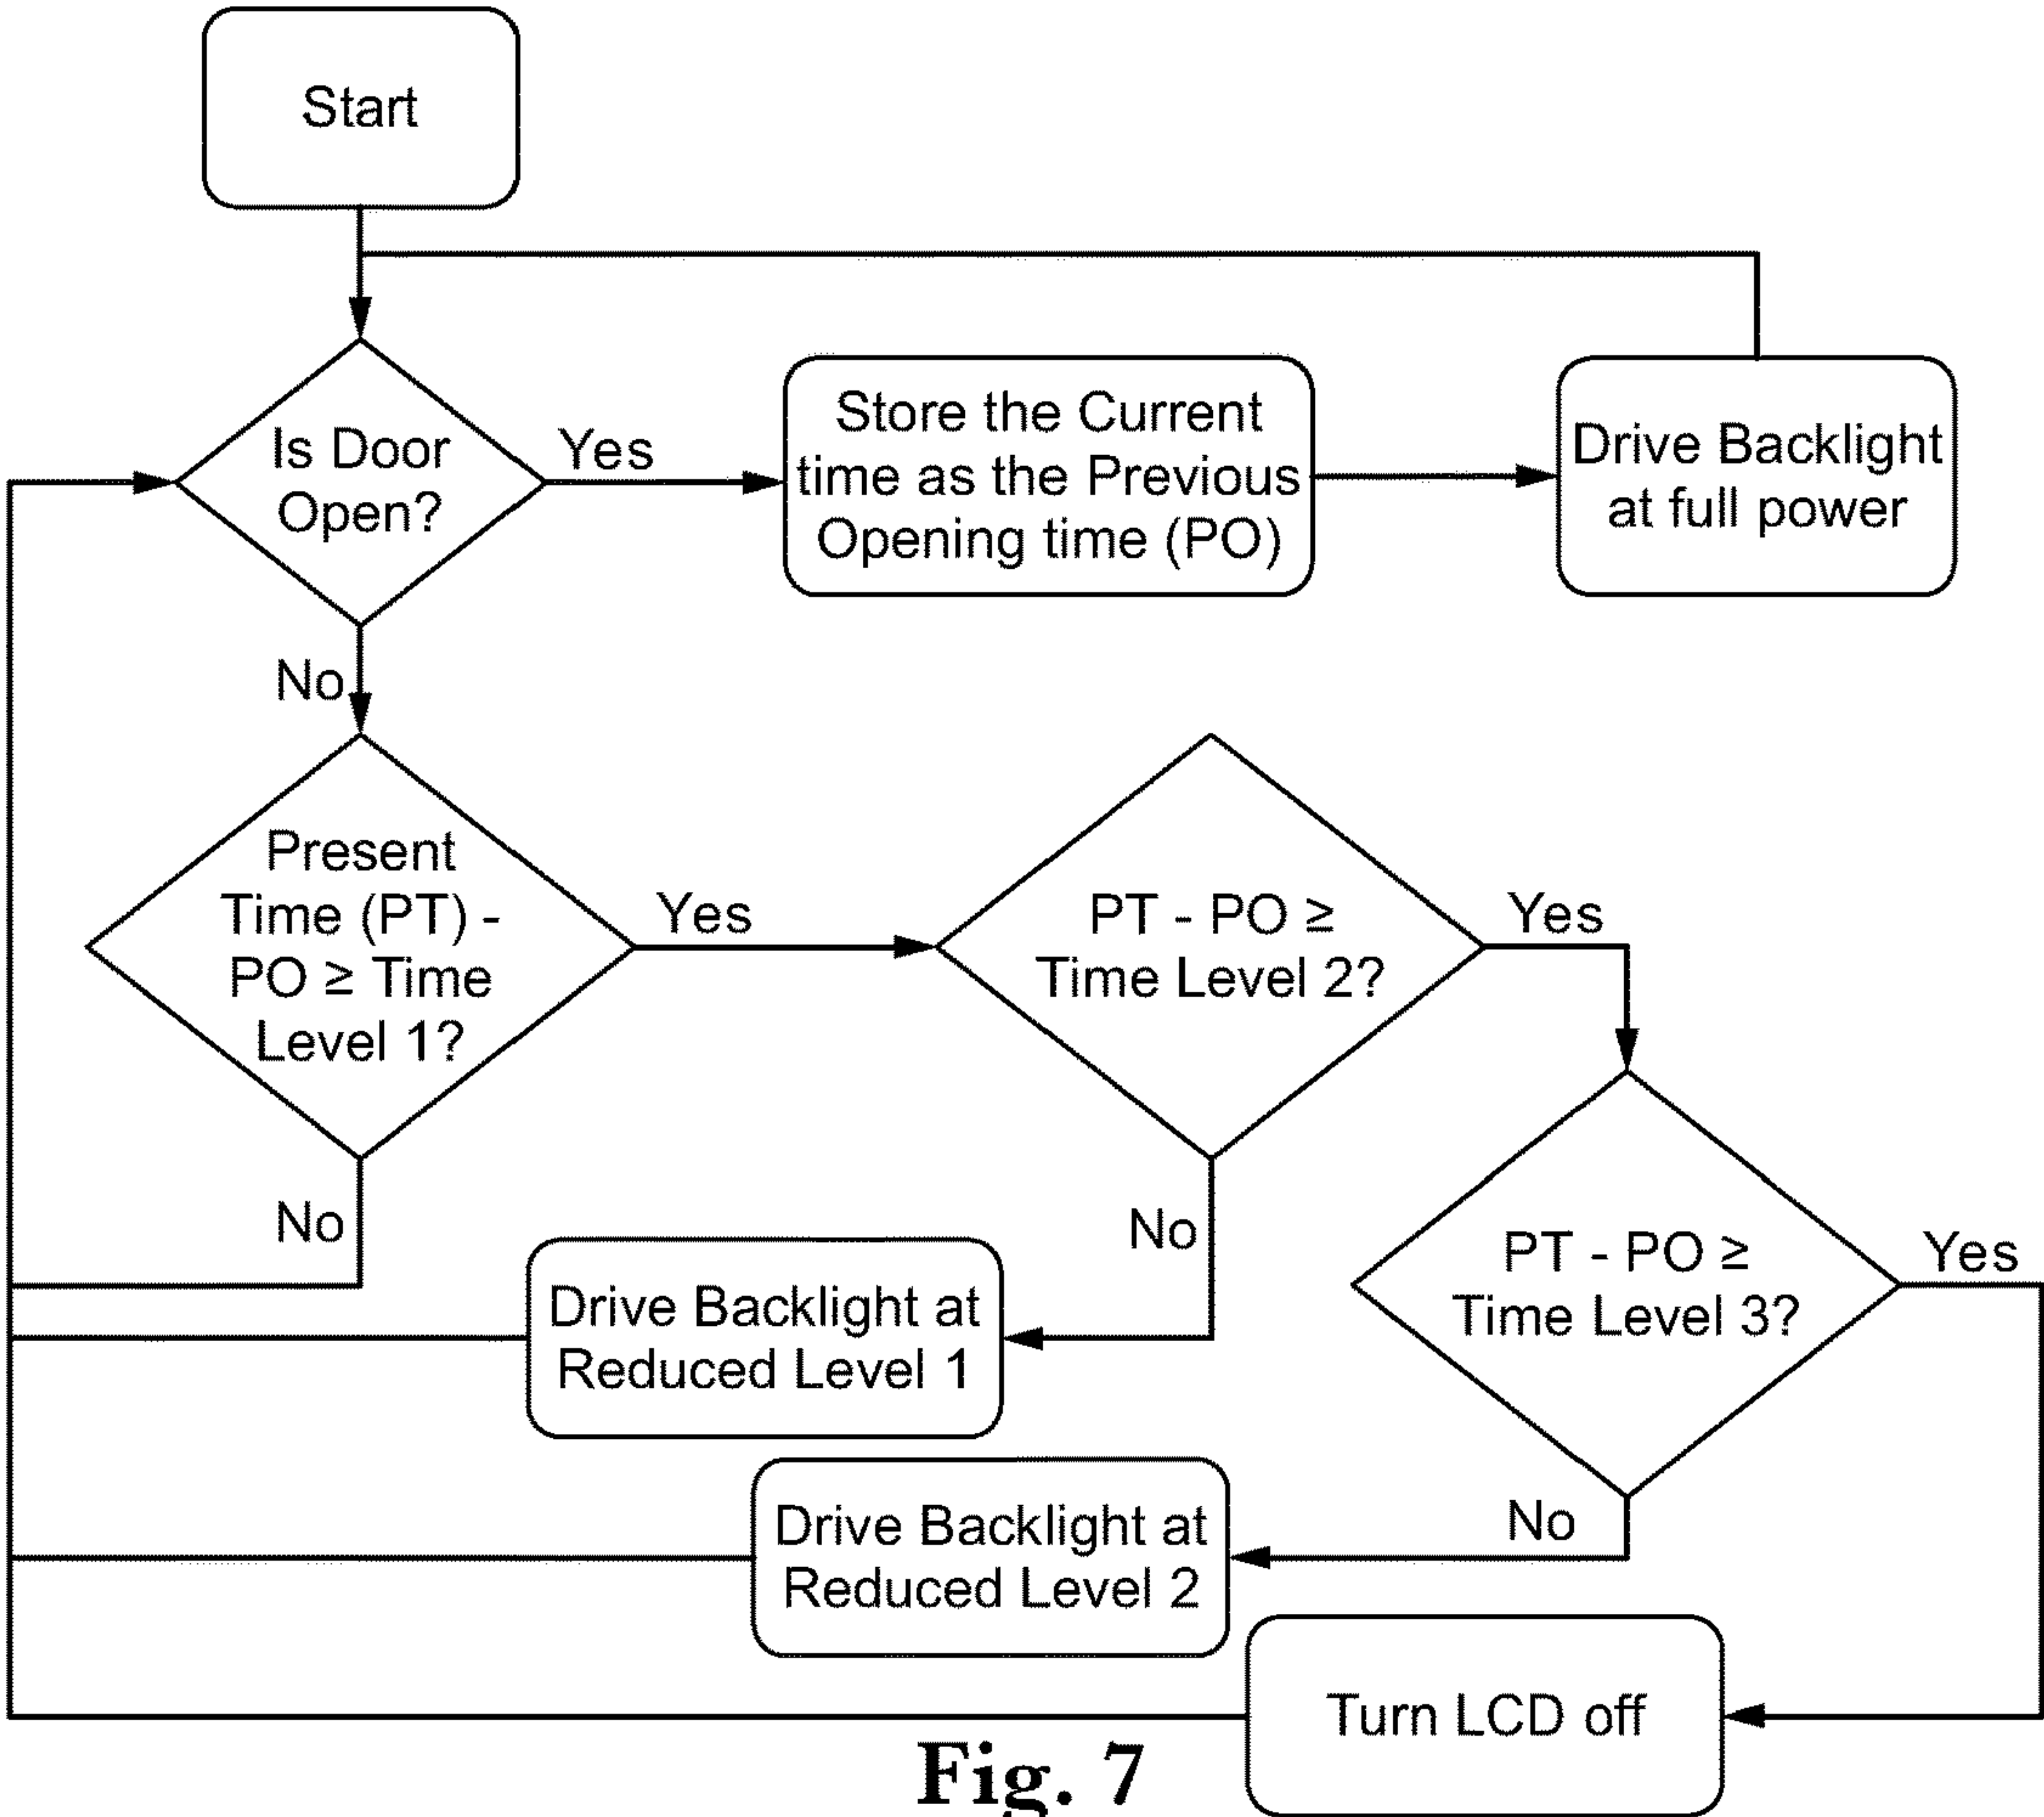 Start
Is Door
Open?
Yes
Store the Current
time as the Previous
Opening time (PO)
Drive Backlight
at full power
No
Present
Time (PT) -
PO ≥ Time
Level 1?
Yes
PT - PO ≥
Time Level 2?
Yes
No
No
PT - PO ≥
Time Level 3?
Yes
Drive Backlight at
Reduced Level 1
No
Drive Backlight at
Reduced Level 2
Turn LCD off
Fig. 7